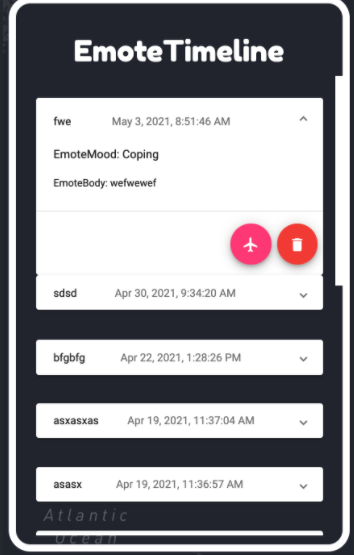 EmoteTimeline
fwe May 3, 2021, 8:51:46 AM
EmoteMood: Coping
EmoteBody: wefwewef
sdsd Apr 30, 2021, 9:34:20 AM
bfgbfg Apr 22, 2021, 1:28:26 PM
asxasxas Apr 19, 2021, 11:37:04 AM
asasx Apr 19, 2021, 11:36:57 AM
Atlantic
Ocean